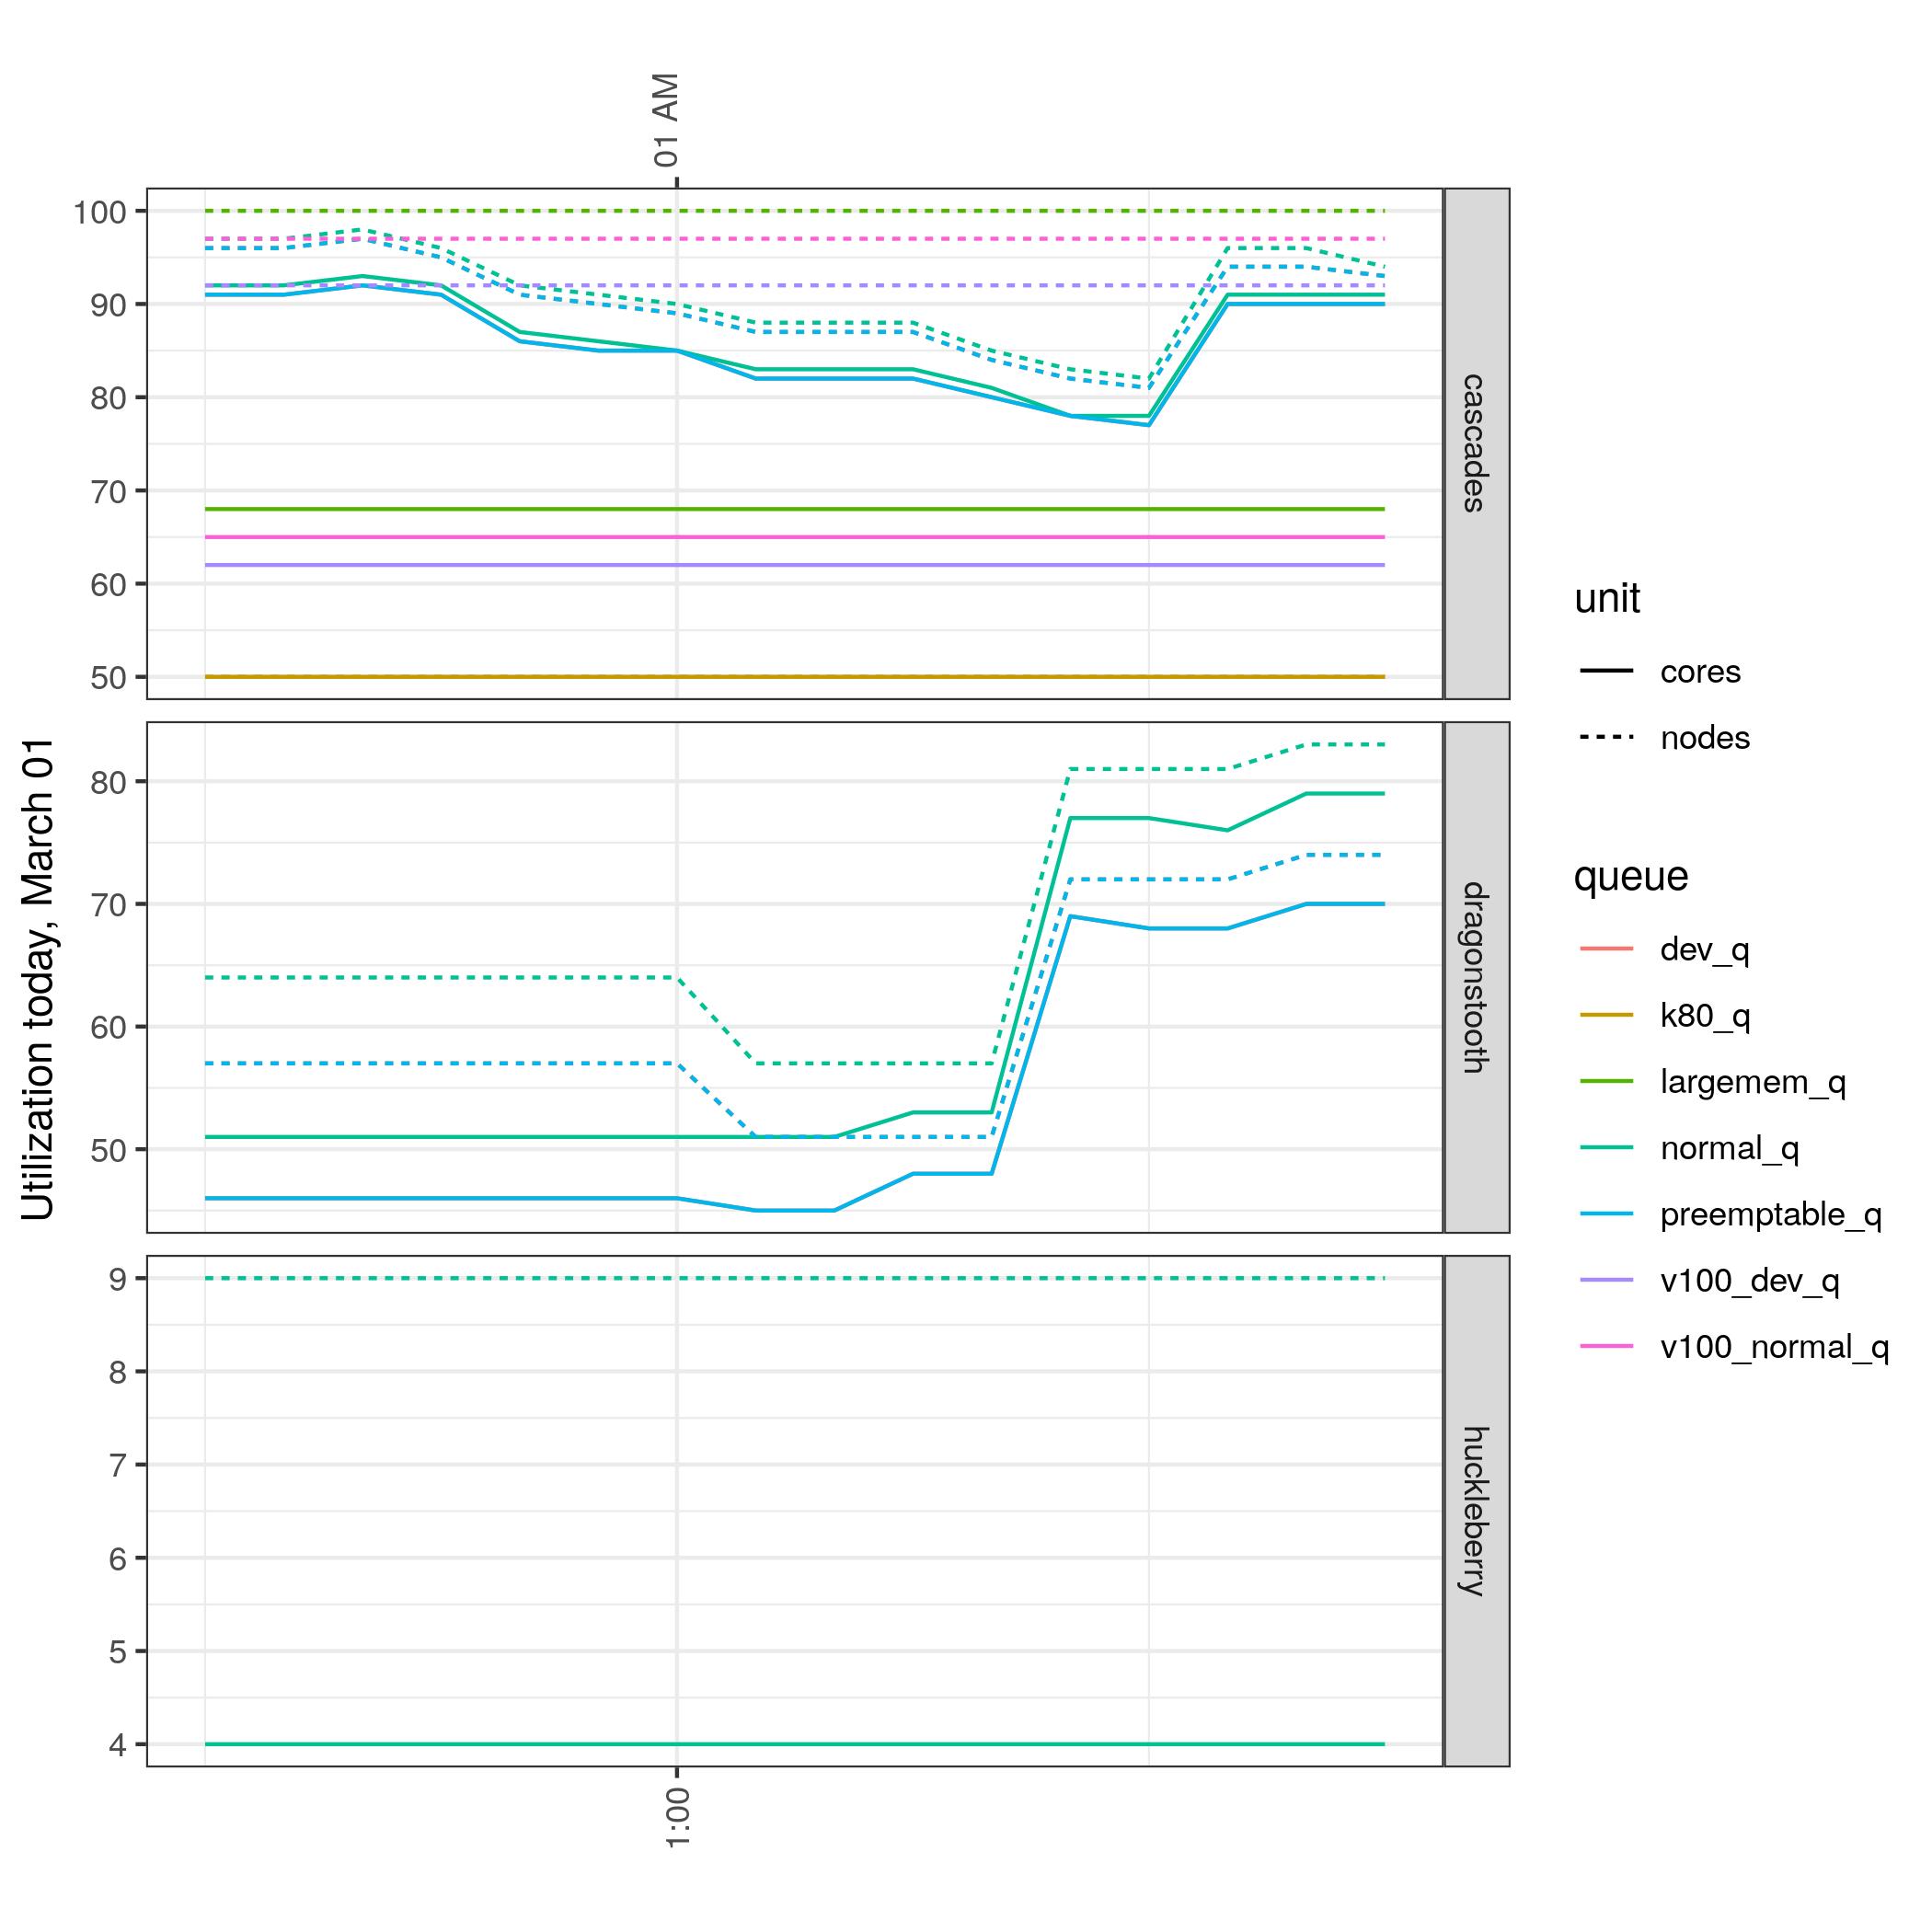 01 AM
Utilization today, March 01
100
90
80
70
60
50
cascades
80
70
60
50
dragonstooth
9
8
7
6
5
4
huckleberry
1:00
unit
cores
nodes
queue
dev_q
k80_q
largemem_q
normal_q
preemptable_q
v100_dev_q
v100_normal_q